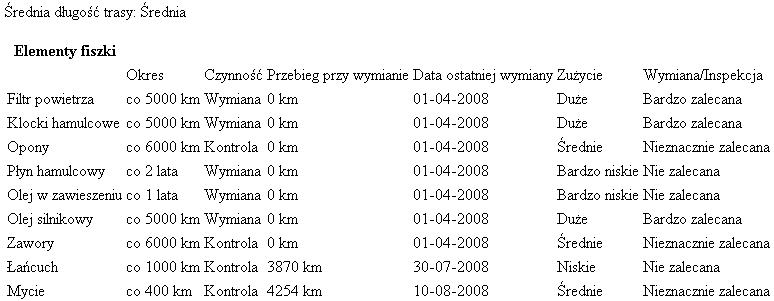 Średnia długość trasy: Średnia
Elementy fiszki
Okres Czynność Przebieg przy wymianie Data ostatniej wymiany Zużycie Wymiana/Inspekcja
Filtr powietrza co 5000 km Wymiana 0 km 01-04-2008 Duże Bardzo zalecana
Klocki hamulcowe co 5000 km Wymiana 0 km 01-04-2008 Duże Bardzo zalecana
Opony co 6000 km Kontrola 0 km 01-04-2008 Średnie Nieznacznie zalecana
Płyn hamulcowy co 2 lata Wymiana 0 km 01-04-2008 Bardzo niskie Nie zalecana
Olej w zawieszeniu co 1 lata Wymiana 0 km 01-04-2008 Bardzo niskie Nie zalecana
Olej silnikowy co 5000 km Wymiana 0 km 01-04-2008 Duże Bardzo zalecana
Zawory co 6000 km Kontrola 0 km 01-04-2008 Średnie Nieznacznie zalecana
Łańcuch co 1000 km Kontrola 3870 km 30-07-2008 Niskie Nie zalecana
Mycie co 400 km Kontrola 4254 km 10-08-2008 Średnie Nieznacznie zalecana